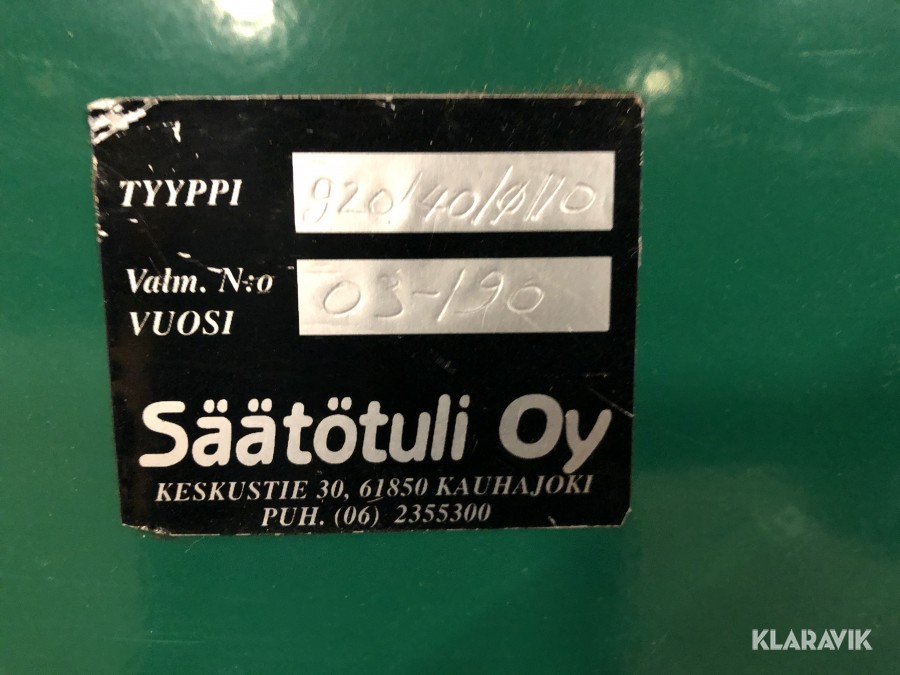 TYYPPI 920/40/Ø110
Valm. N:o 03-190
VUOSI
Säätötuli Oy
KESKUSTIE 30, 61850 KAUHAJOKI
PUH. (06) 2355300
KLARAVIK